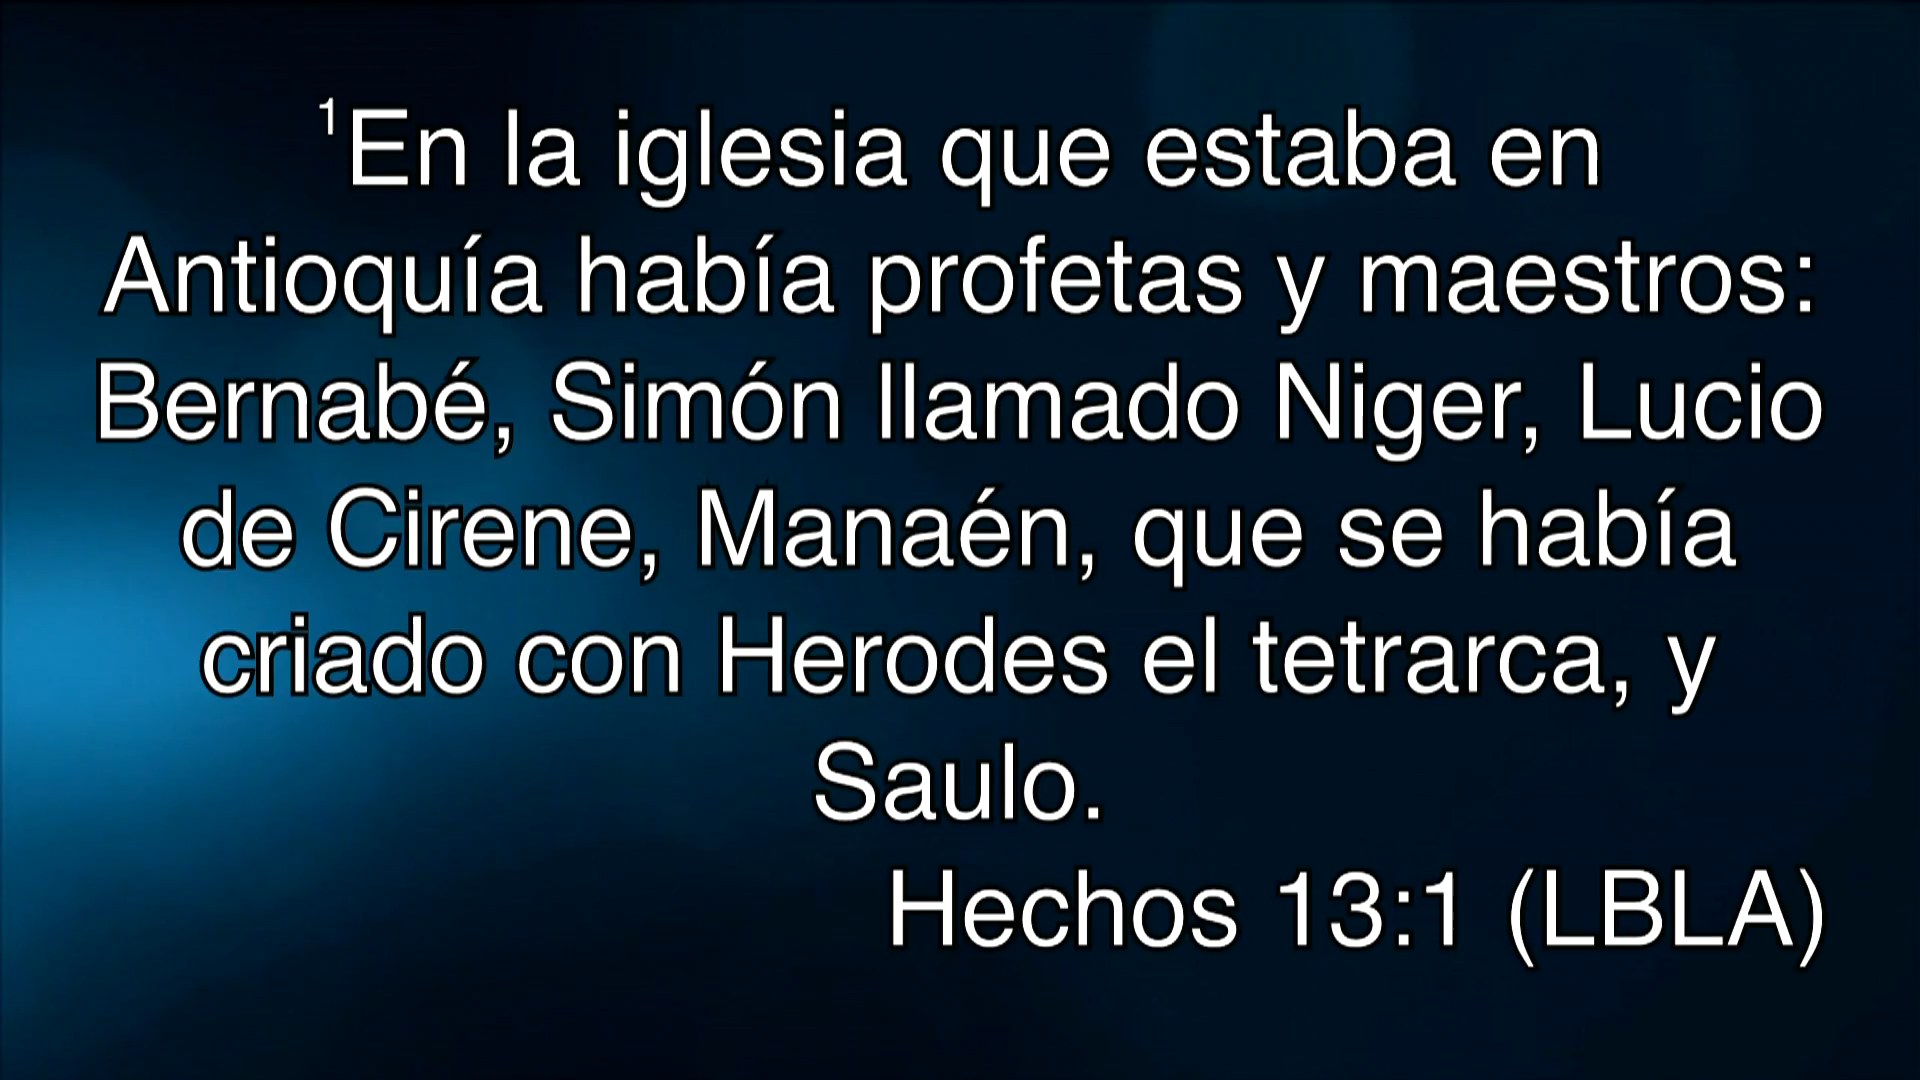 ¹En la iglesia que estaba en
Antioquía había profetas y maestros:
Bernabé, Simón llamado Niger, Lucio
de Cirene, Manaén, que se había
criado con Herodes el tetrarca, y
Saulo.
Hechos 13:1 (LBLA)